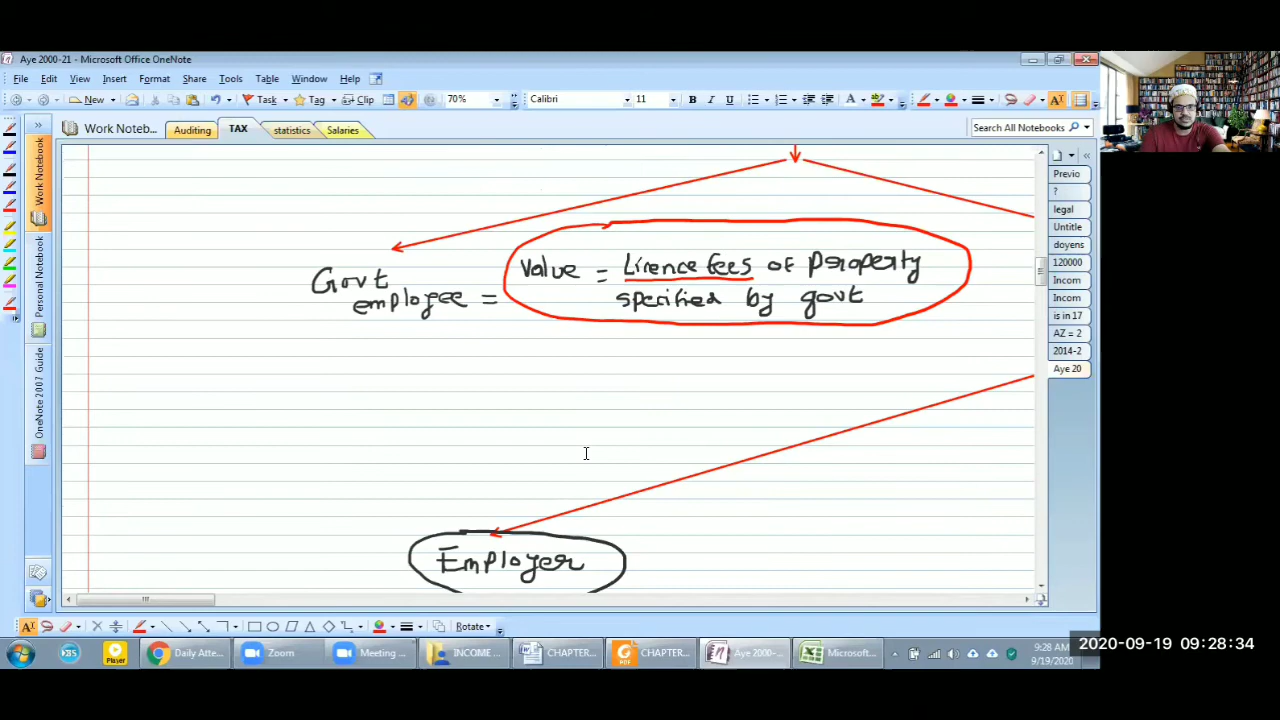 Aye 2000-21 - Microsoft Office OneNote
File Edit View Insert Format Share Tools Table Window Help
New Task Tag Clip 70% Calibri 11 B I U A A
Work Noteb... Auditing TAX statistics Salaries Search All Notebooks
Work Notebook
Personal Notebook
OneNote 2007 Guide
Previo
?
legal
Untitle
doyens
120000
Incom
Incom
is in 17
AZ = 2
2014-2
Aye 20
Govt
employee =
Value = Lirence fees of property
specified by govt
Employer
A Rotate
Player Daily Atte... Zoom Meeting ... INCOME ... CHAPTER... PDF CHAPTER... Aye 2000-... Microsoft... 9:28 AM
9/19/2020
2020-09-19 09:28:34